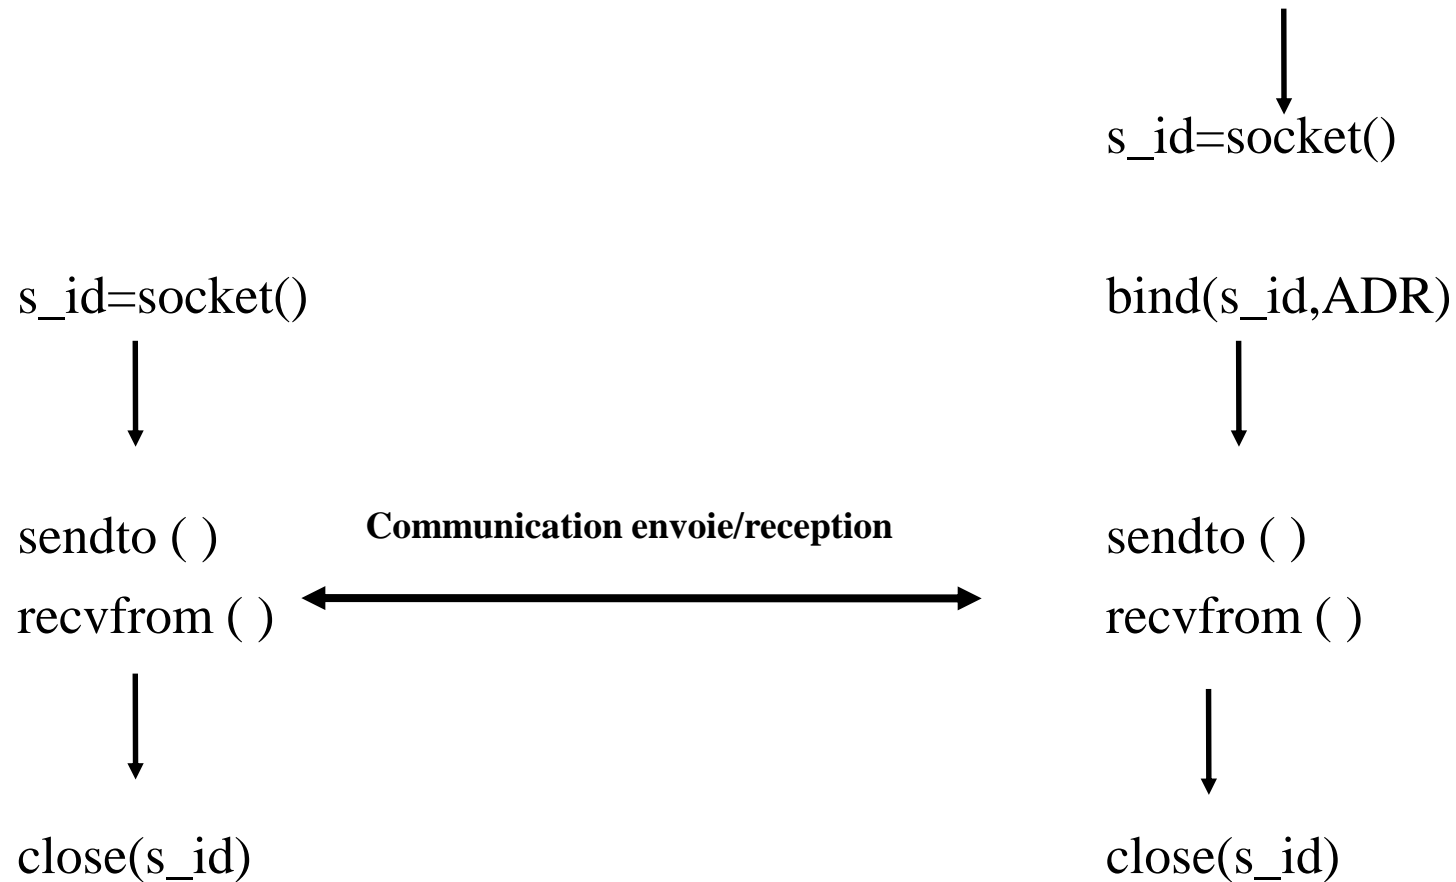 s_id=socket()
s_id=socket()
bind(s_id,ADR)
sendto ( )
Communication envoie/reception
sendto ( )
recvfrom ( )
recvfrom ( )
close(s_id)
close(s_id)